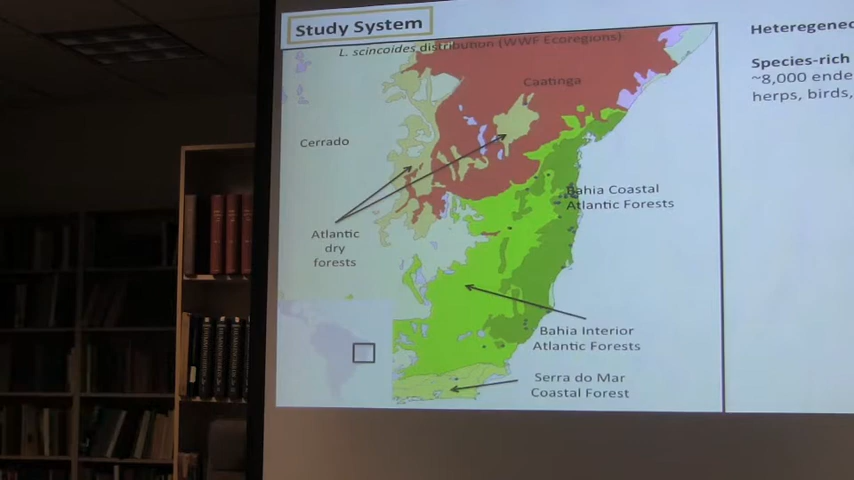 Study System
L. scincoides distribution (WWF Ecoregions)
Caatinga
Cerrado
Bahia Coastal
Atlantic Forests
Atlantic
dry
forests
Bahia Interior
Atlantic Forests
Serra do Mar
Coastal Forest
Heteregeneo
Species-rich
~8,000 ende
herps, birds,